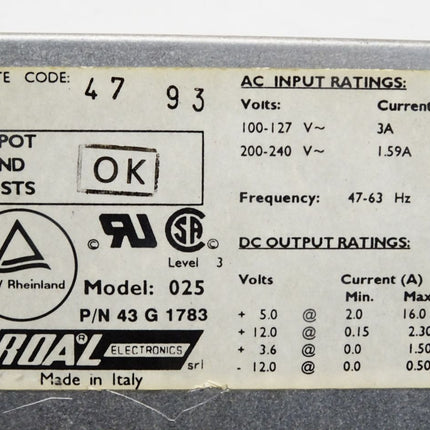 TE CODE: 47 93
POT
ND
STS
OK
Rheinland
© UR © SA
Level 3
Model: 025
P/N 43 G 1783
ROAL ELECTRONICS srl
Made in Italy
AC INPUT RATINGS:
Volts: Current
100-127 V~ 3A
200-240 V~ 1.59A
Frequency: 47-63 Hz
DC OUTPUT RATINGS:
Volts Current (A)
Min. Max
+ 5.0 @ 2.0 16.0
+ 12.0 @ 0.15 2.30
+ 3.6 @ 0.0 1.50
- 12.0 @ 0.0 0.50